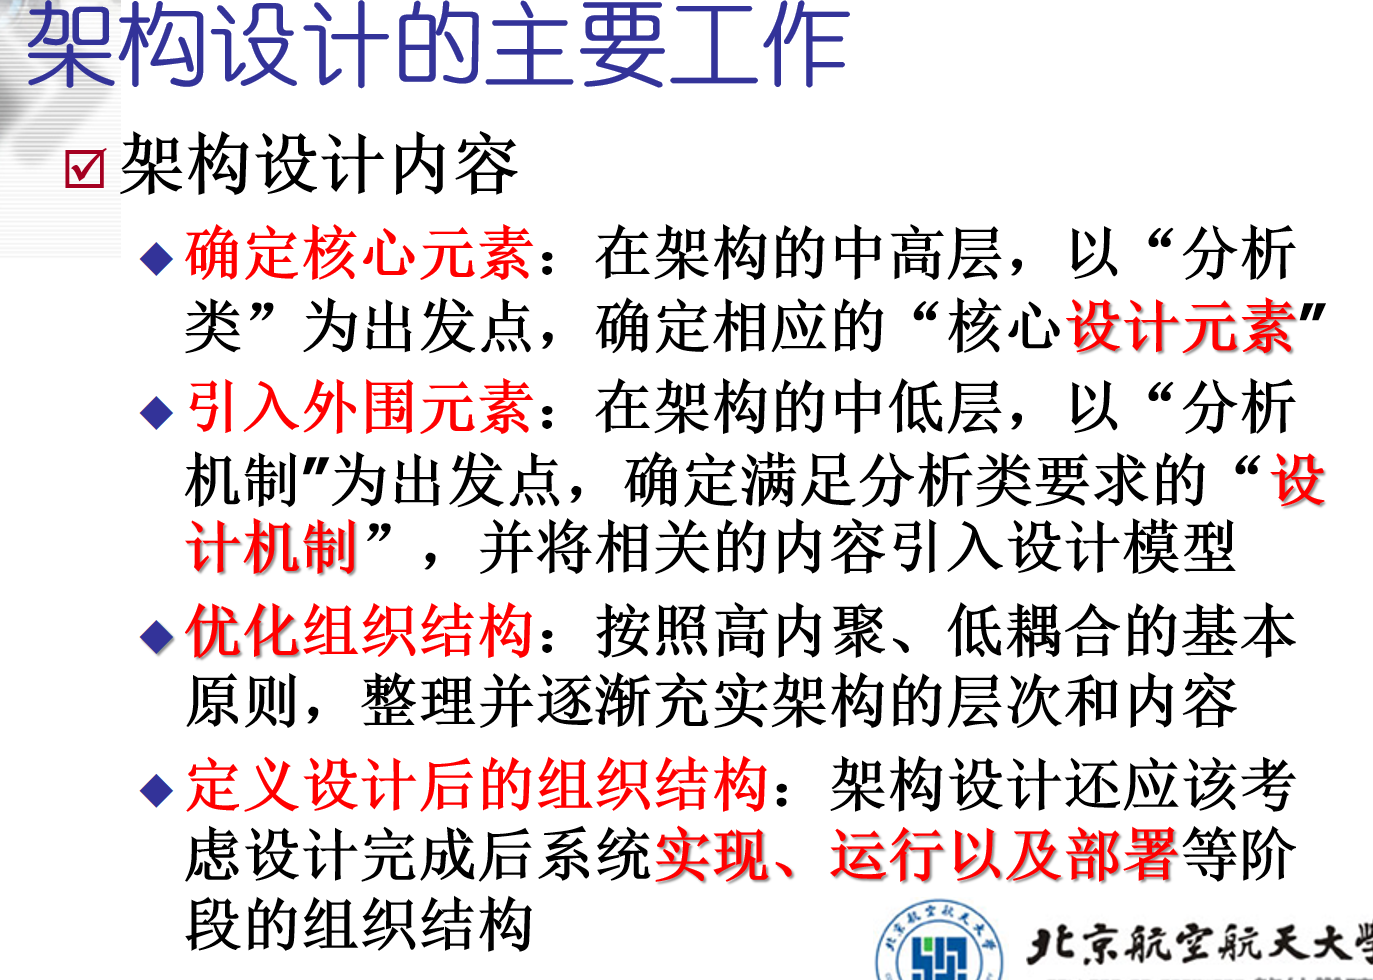 架构设计的主要工作
架构设计内容
确定核心元素：在架构的中高层，以“分析
类”为出发点，确定相应的“核心设计元素”
引入外围元素：在架构的中低层，以“分析
机制”为出发点，确定满足分析类要求的“设
计机制”，并将相关的内容引入设计模型
优化组织结构：按照高内聚、低耦合的基本
原则，整理并逐渐充实架构的层次和内容
定义设计后的组织结构：架构设计还应该考
虑设计完成后系统实现、运行以及部署等阶
段的组织结构
北京航空航天大学
北京航空航天大学